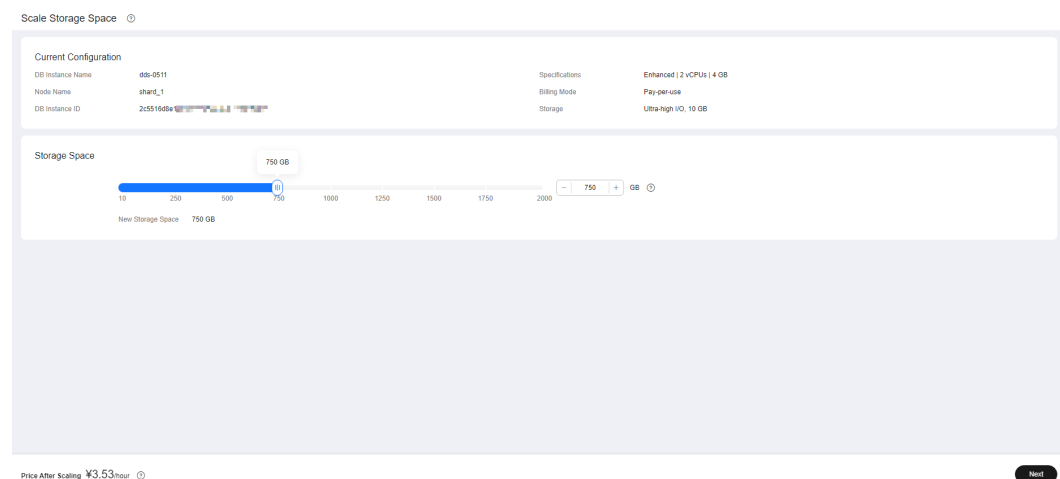 Scale Storage Space
Current Configuration
DB Instance Name dds-0511 Specifications Enhanced | 2 vCPUs | 4 GB
Node Name shard_1 Billing Mode Pay-per-use
DB Instance ID 2c5516d8e Storage Ultra-high I/O, 10 GB
Storage Space
750 GB
− 750 + GB
10 250 500 750 1000 1250 1500 1750 2000
New Storage Space 750 GB
Price After Scaling ¥3.53/hour Next